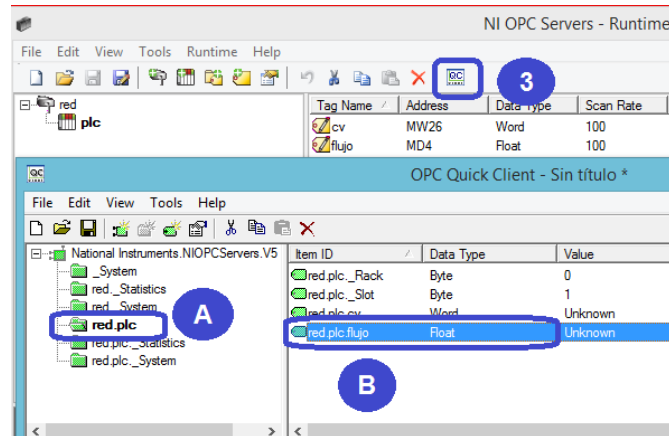 NI OPC Servers - Runtime
File Edit View Tools Runtime Help
QC
3
red
plc
Tag Name Address Data Type Scan Rate
cv MW26 Word 100
flujo MD4 Float 100
OPC Quick Client - Sin título *
File Edit View Tools Help
National Instruments.NIOPCServers.V5
_System
red._Statistics
red._System
red.plc
red.plc._Statistics
red.plc._System
A
Item ID Data Type Value
red.plc._Rack Byte 0
red.plc._Slot Byte 1
red.plc.cv Word Unknown
red.plc.flujo Float Unknown
B